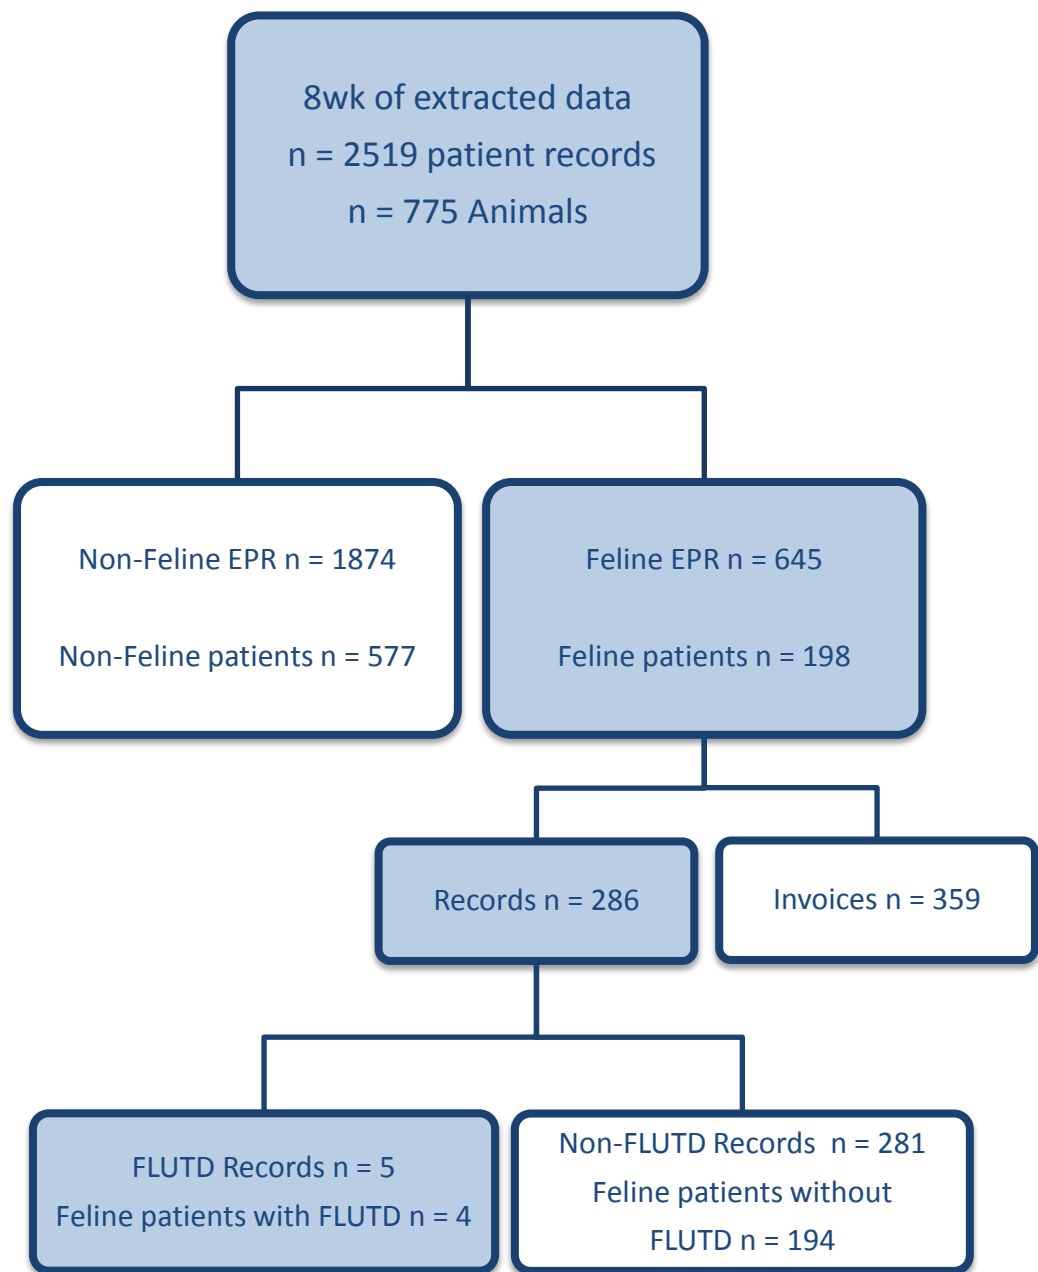 8wk of extracted data
n = 2519 patient records
n = 775 Animals
Non-Feline EPR n = 1874
Non-Feline patients n = 577
Feline EPR n = 645
Feline patients n = 198
Records n = 286
Invoices n = 359
FLUTD Records n = 5
Feline patients with FLUTD n = 4
Non-FLUTD Records  n = 281
Feline patients without
FLUTD n = 194